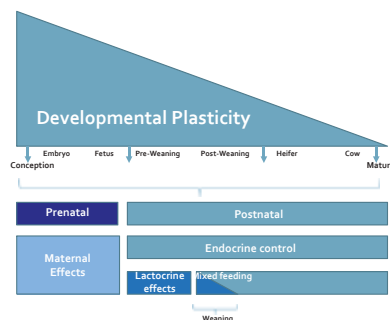 Developmental Plasticity
Embryo Fetus Pre-Weaning Post-Weaning Heifer Cow
Conception Matur
Prenatal Postnatal
Endocrine control
Maternal
Effects
Lactocrine Mixed feeding
effects
Weaning